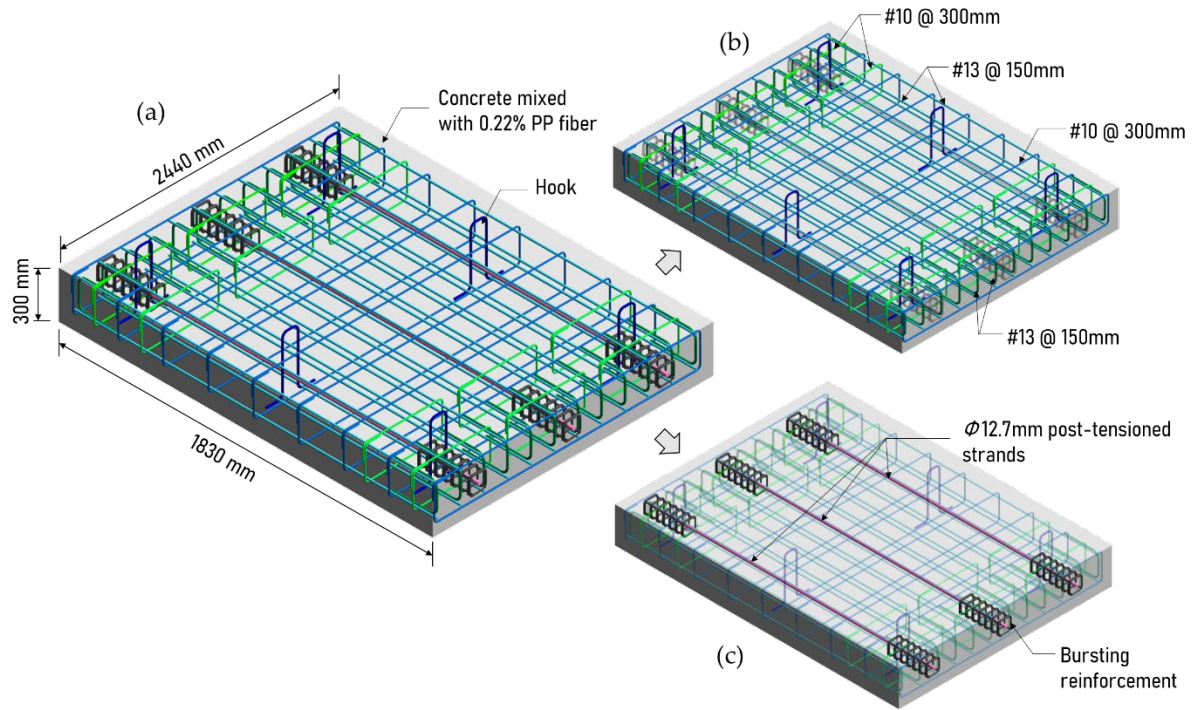 (a)
2440 mm
300 mm
1830 mm
Concrete mixed
with 0.22% PP fiber
Hook
(b)
#10 @ 300mm
#13 @ 150mm
#10 @ 300mm
#13 @ 150mm
(c)
Φ12.7mm post-tensioned
strands
Bursting
reinforcement